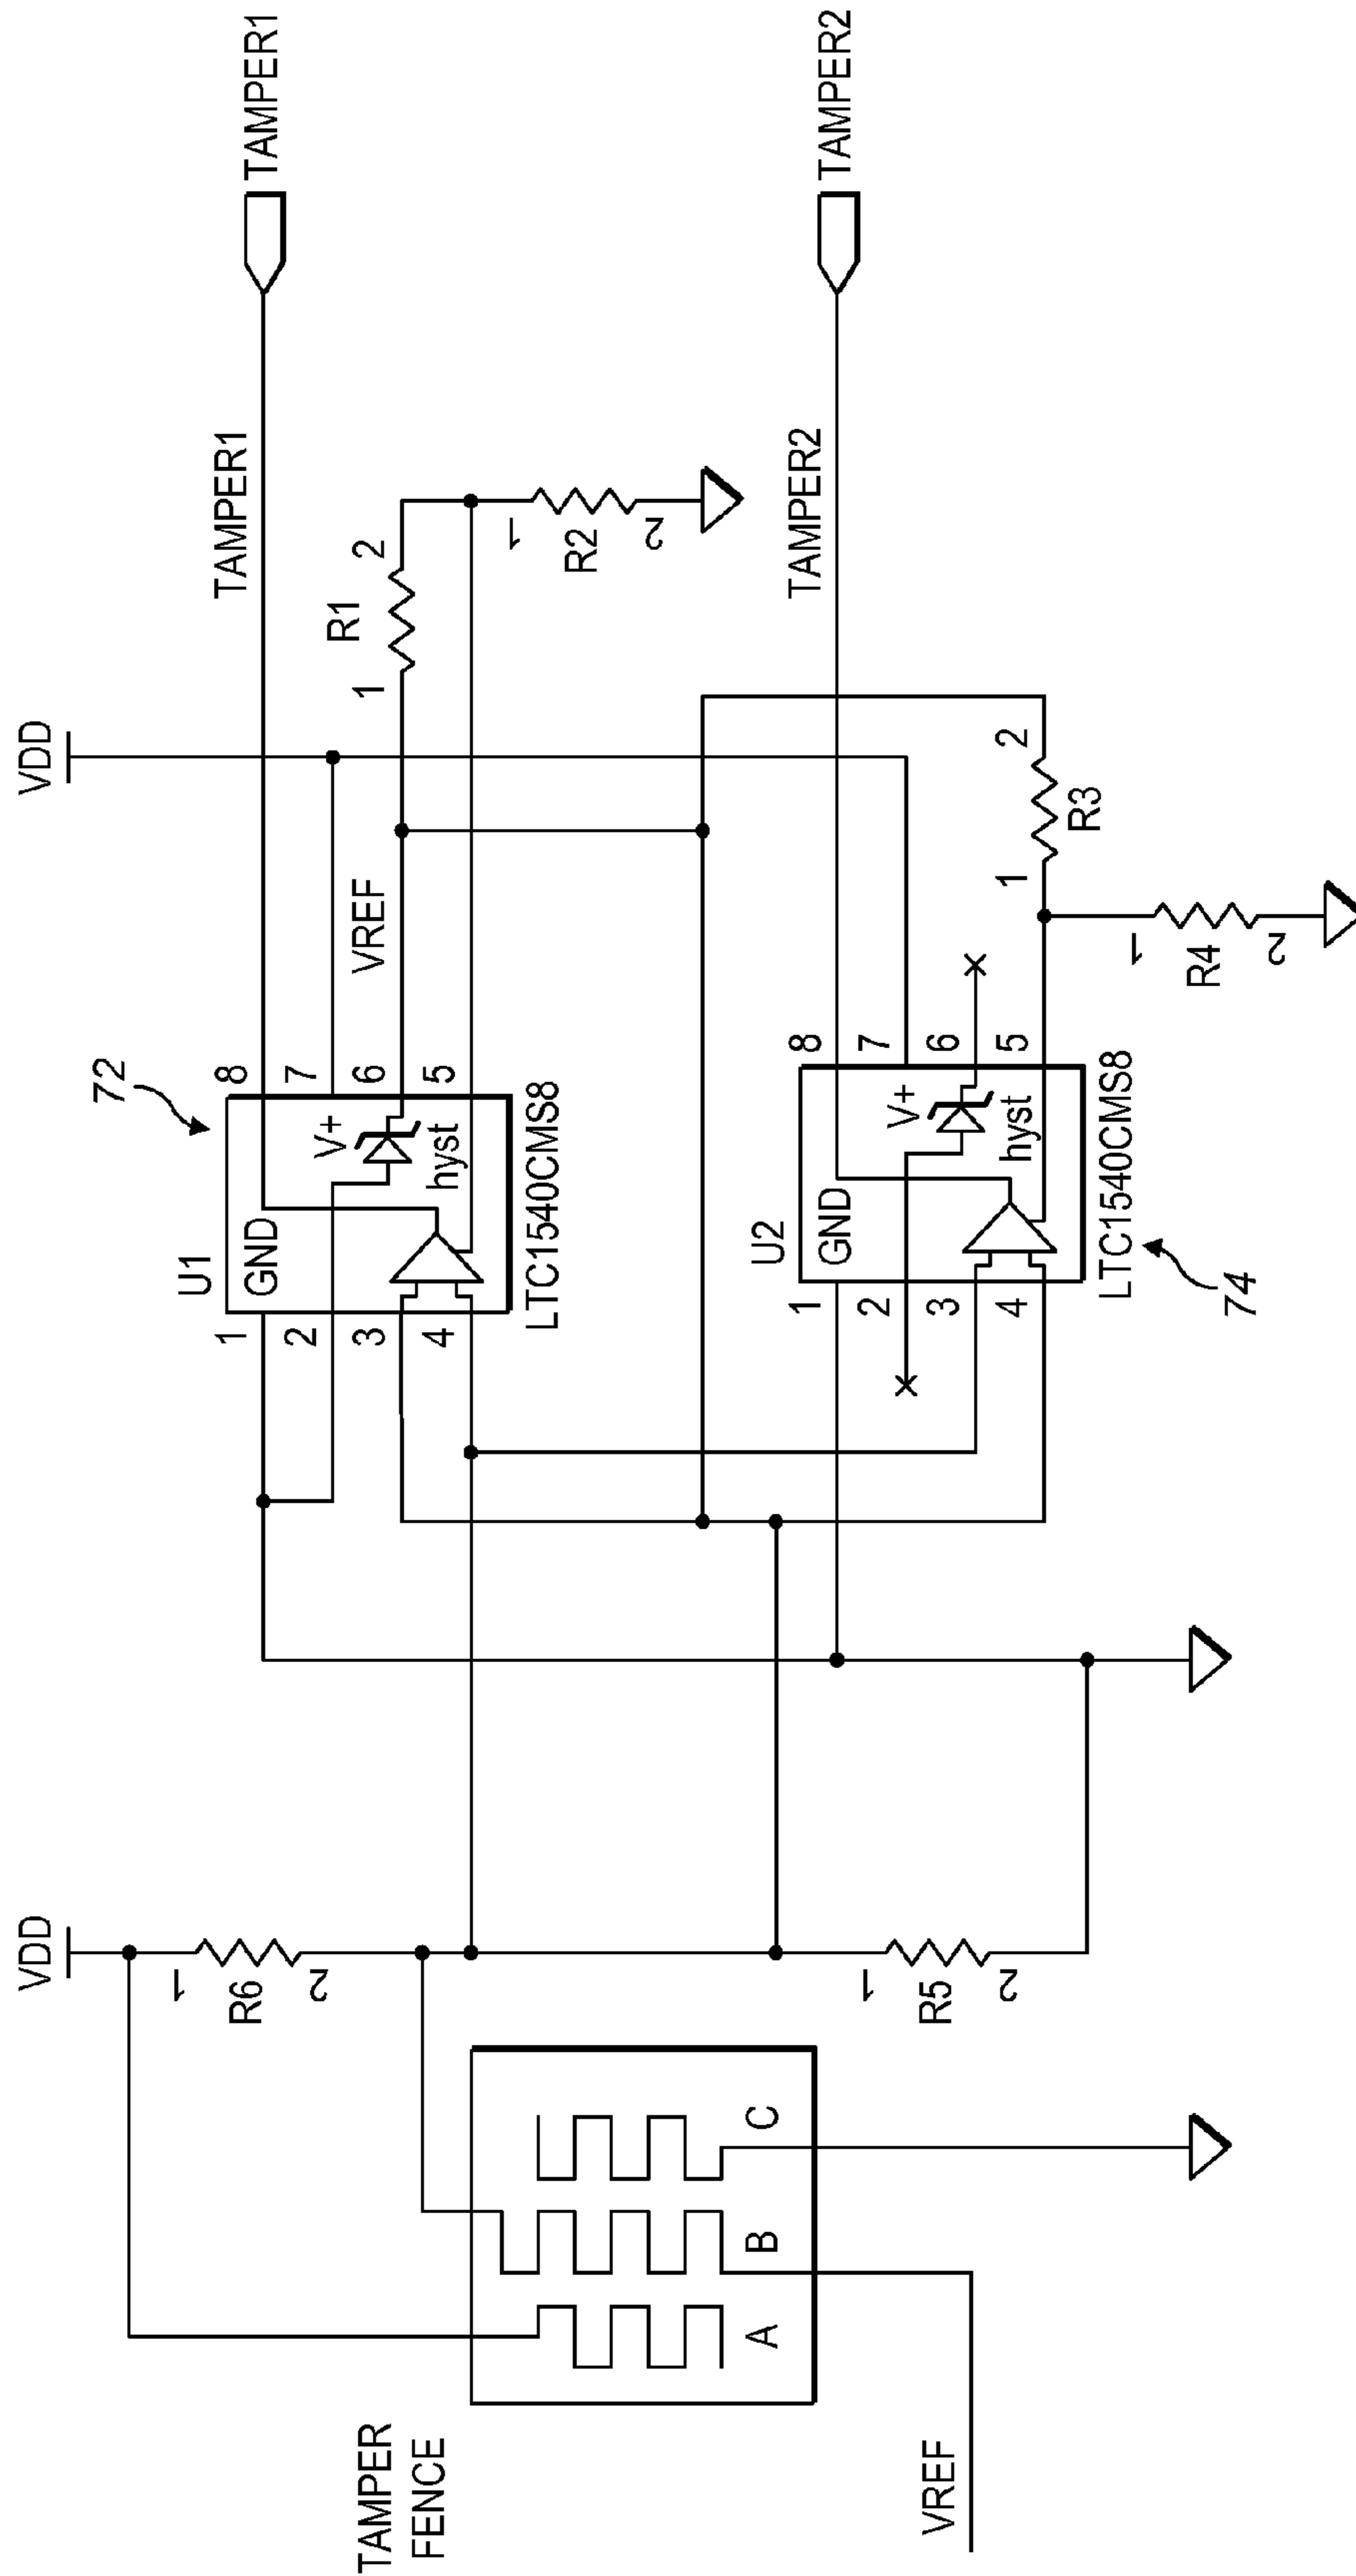 TAMPER
FENCE
VREF
A
B
C
VDD
1
R6
2
1
R5
2
U1
GND
V+
hyst
1
2
3
4
8
7
6
5
LTC1540CMS8
72
VREF
VDD
1
R1
2
1
R2
2
TAMPER1
TAMPER1
U2
GND
V+
hyst
1
2
3
4
8
7
6
5
LTC1540CMS8
74
1
R3
2
1
R4
2
TAMPER2
TAMPER2